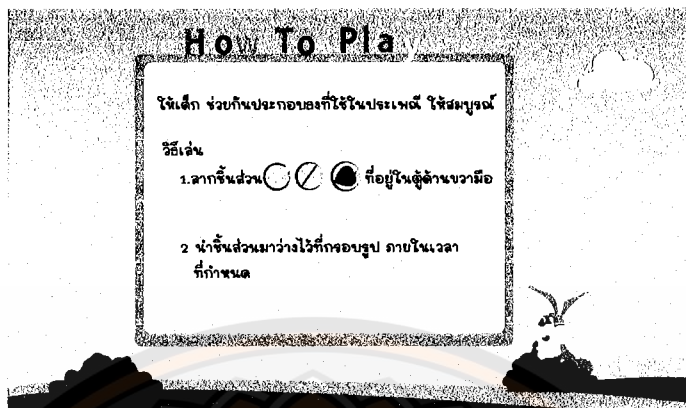 How To Play
ให้เด็ก ช่วยกันประกอบธงที่ใช้ในประเพณี ให้สมบูรณ์
วิธีเล่น
1.ลากชิ้นส่วน ที่อยู่ในตู้ด้านขวามือ
2 นำชิ้นส่วนมาว่างไว้ที่กรอบรูป ภายในเวลา
ที่กำหนด